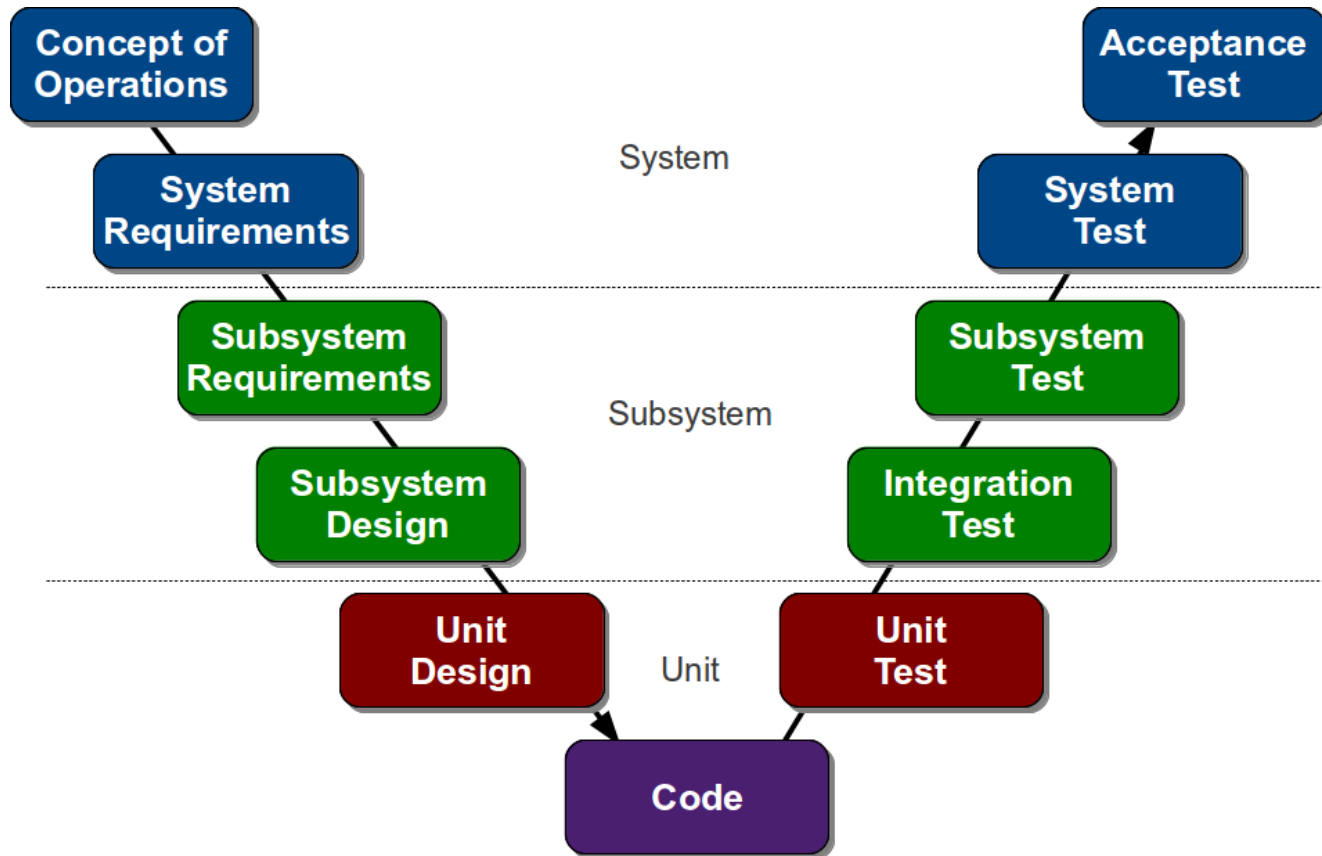 Concept of
Operations
Acceptance
Test
System
System
Requirements
System
Test
Subsystem
Requirements
Subsystem
Test
Subsystem
Subsystem
Design
Integration
Test
Unit
Design
Unit
Unit
Test
Code